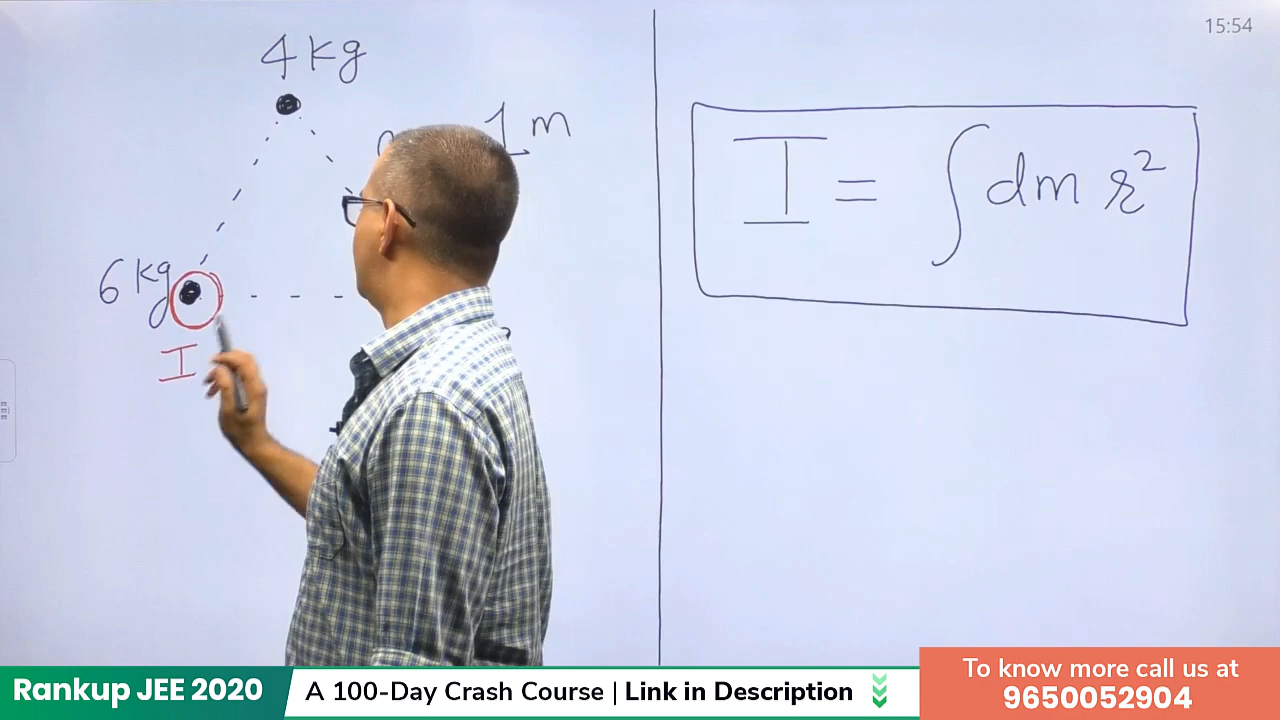 15:54
4 kg
1 m
6 kg
I
I = ∫ dm r²
Rankup JEE 2020
A 100-Day Crash Course | Link in Description
To know more call us at
9650052904